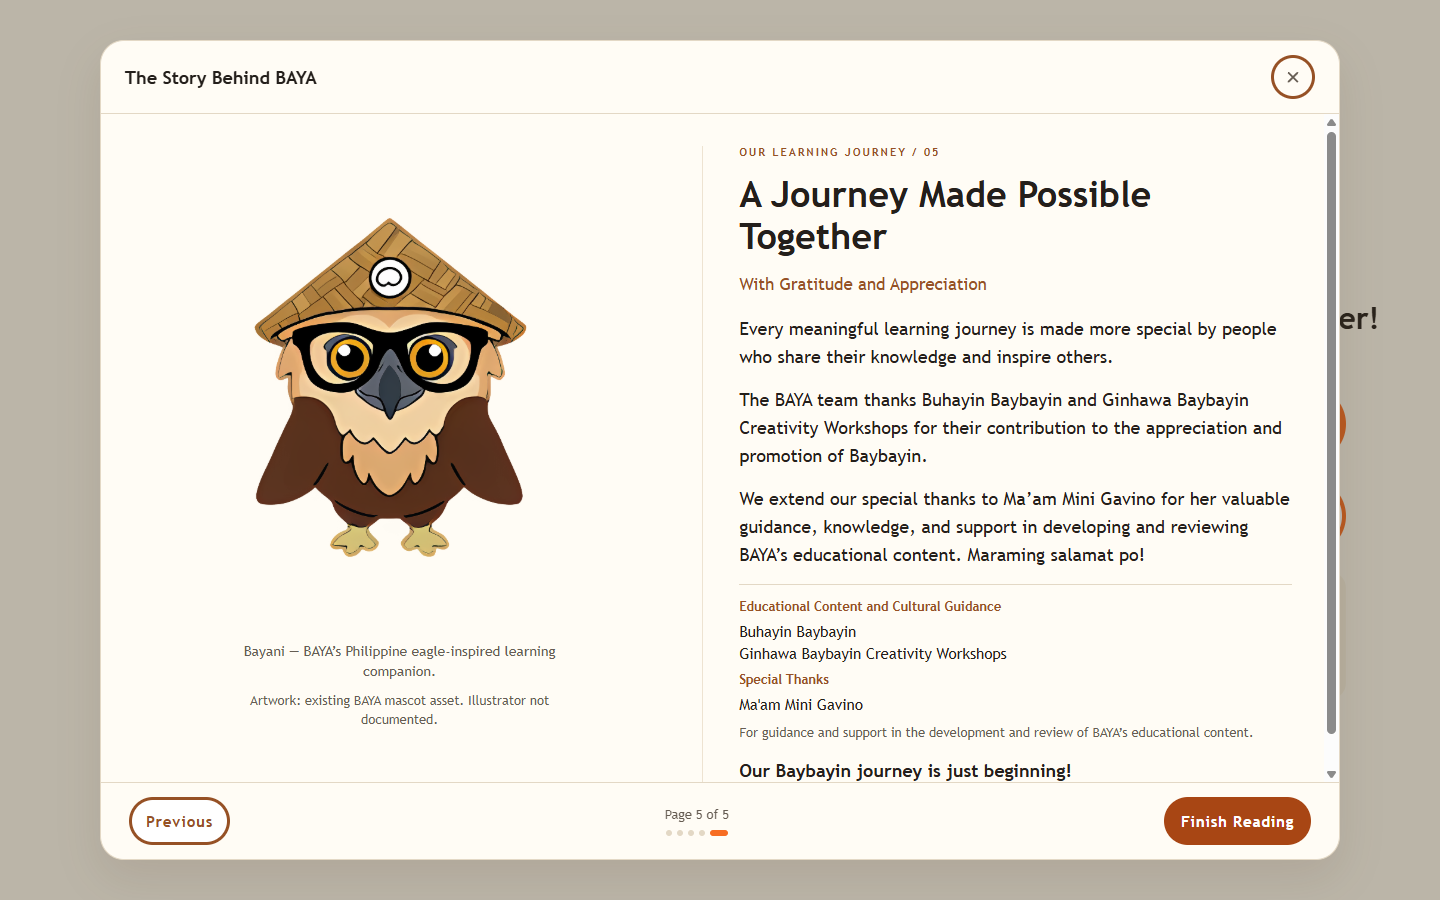 The Story Behind BAYA
OUR LEARNING JOURNEY / 05
A Journey Made Possible
Together
With Gratitude and Appreciation
Every meaningful learning journey is made more special by people
who share their knowledge and inspire others.
The BAYA team thanks Buhayin Baybayin and Ginhawa Baybayin
Creativity Workshops for their contribution to the appreciation and
promotion of Baybayin.
We extend our special thanks to Ma’am Mini Gavino for her valuable
guidance, knowledge, and support in developing and reviewing
BAYA’s educational content. Maraming salamat po!
Educational Content and Cultural Guidance
Buhayin Baybayin
Ginhawa Baybayin Creativity Workshops
Special Thanks
Ma'am Mini Gavino
For guidance and support in the development and review of BAYA’s educational content.
Our Baybayin journey is just beginning!
Bayani — BAYA’s Philippine eagle-inspired learning
companion.
Artwork: existing BAYA mascot asset. Illustrator not
documented.
er!
Previous
Page 5 of 5
Finish Reading